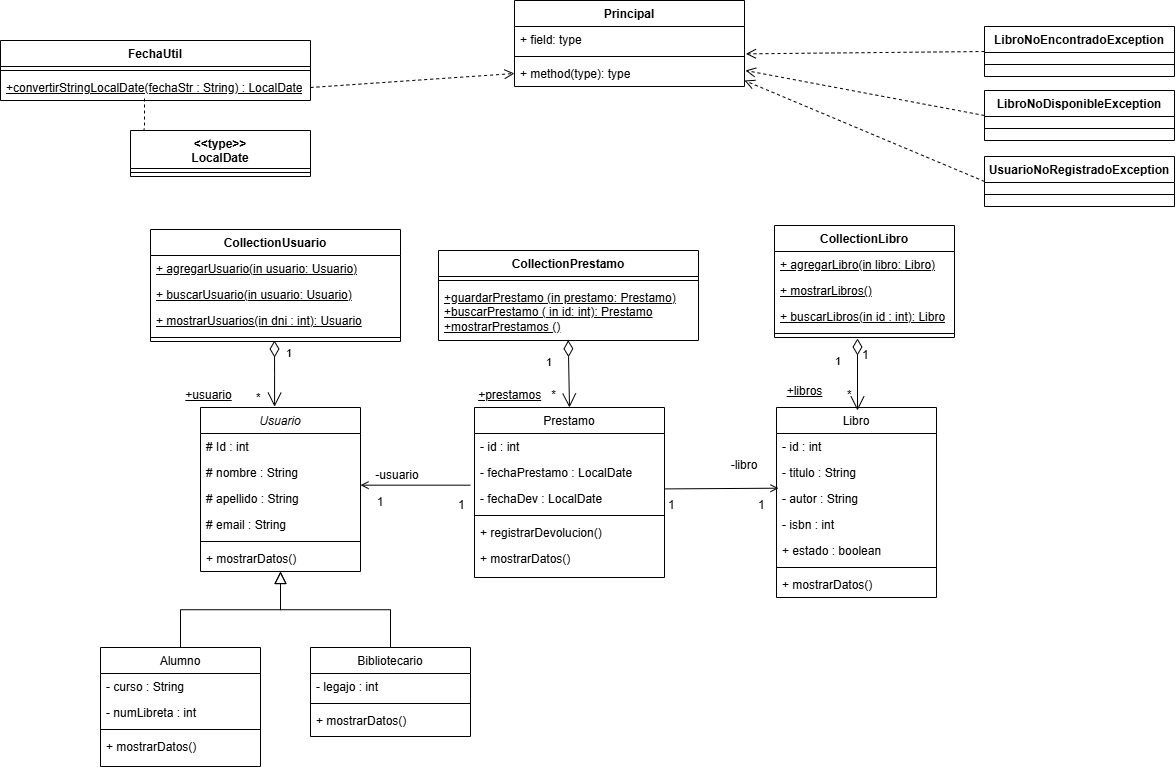 Principal
+ field: type
+ method(type): type
FechaUtil
+convertirStringLocalDate(fechaStr : String) : LocalDate
<<type>>
LocalDate
LibroNoEncontradoException
LibroNoDisponibleException
UsuarioNoRegistradoException
CollectionUsuario
+ agregarUsuario(in usuario: Usuario)
+ buscarUsuario(in usuario: Usuario)
+ mostrarUsuarios(in dni : int): Usuario
CollectionPrestamo
+guardarPrestamo (in prestamo: Prestamo)
+buscarPrestamo ( in id: int): Prestamo
+mostrarPrestamos ()
CollectionLibro
+ agregarLibro(in libro: Libro)
+ mostrarLibros()
+ buscarLibros(in id : int): Libro
1
+usuario
*
1
+prestamos
*
1
1
+libros
*
Usuario
# Id : int
# nombre : String
# apellido : String
# email : String
+ mostrarDatos()
-usuario
1
1
Prestamo
- id : int
- fechaPrestamo : LocalDate
- fechaDev : LocalDate
+ registrarDevolucion()
+ mostrarDatos()
-libro
1
1
Libro
- id : int
- titulo : String
- autor : String
- isbn : int
+ estado : boolean
+ mostrarDatos()
Alumno
- curso : String
- numLibreta : int
+ mostrarDatos()
Bibliotecario
- legajo : int
+ mostrarDatos()